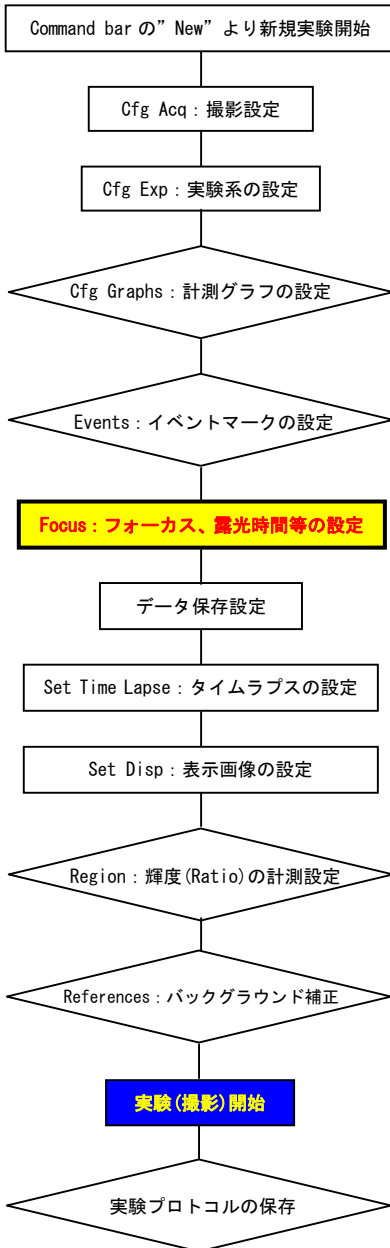 Command bar の”New”より新規実験開始
Cfg Acq：撮影設定
Cfg Exp：実験系の設定
Cfg Graphs：計測グラフの設定
Events：イベントマークの設定
Focus：フォーカス、露光時間等の設定
データ保存設定
Set Time Lapse：タイムラプスの設定
Set Disp：表示画像の設定
Region：輝度(Ratio)の計測設定
References：バックグラウンド補正
実験(撮影)開始
実験プロトコルの保存